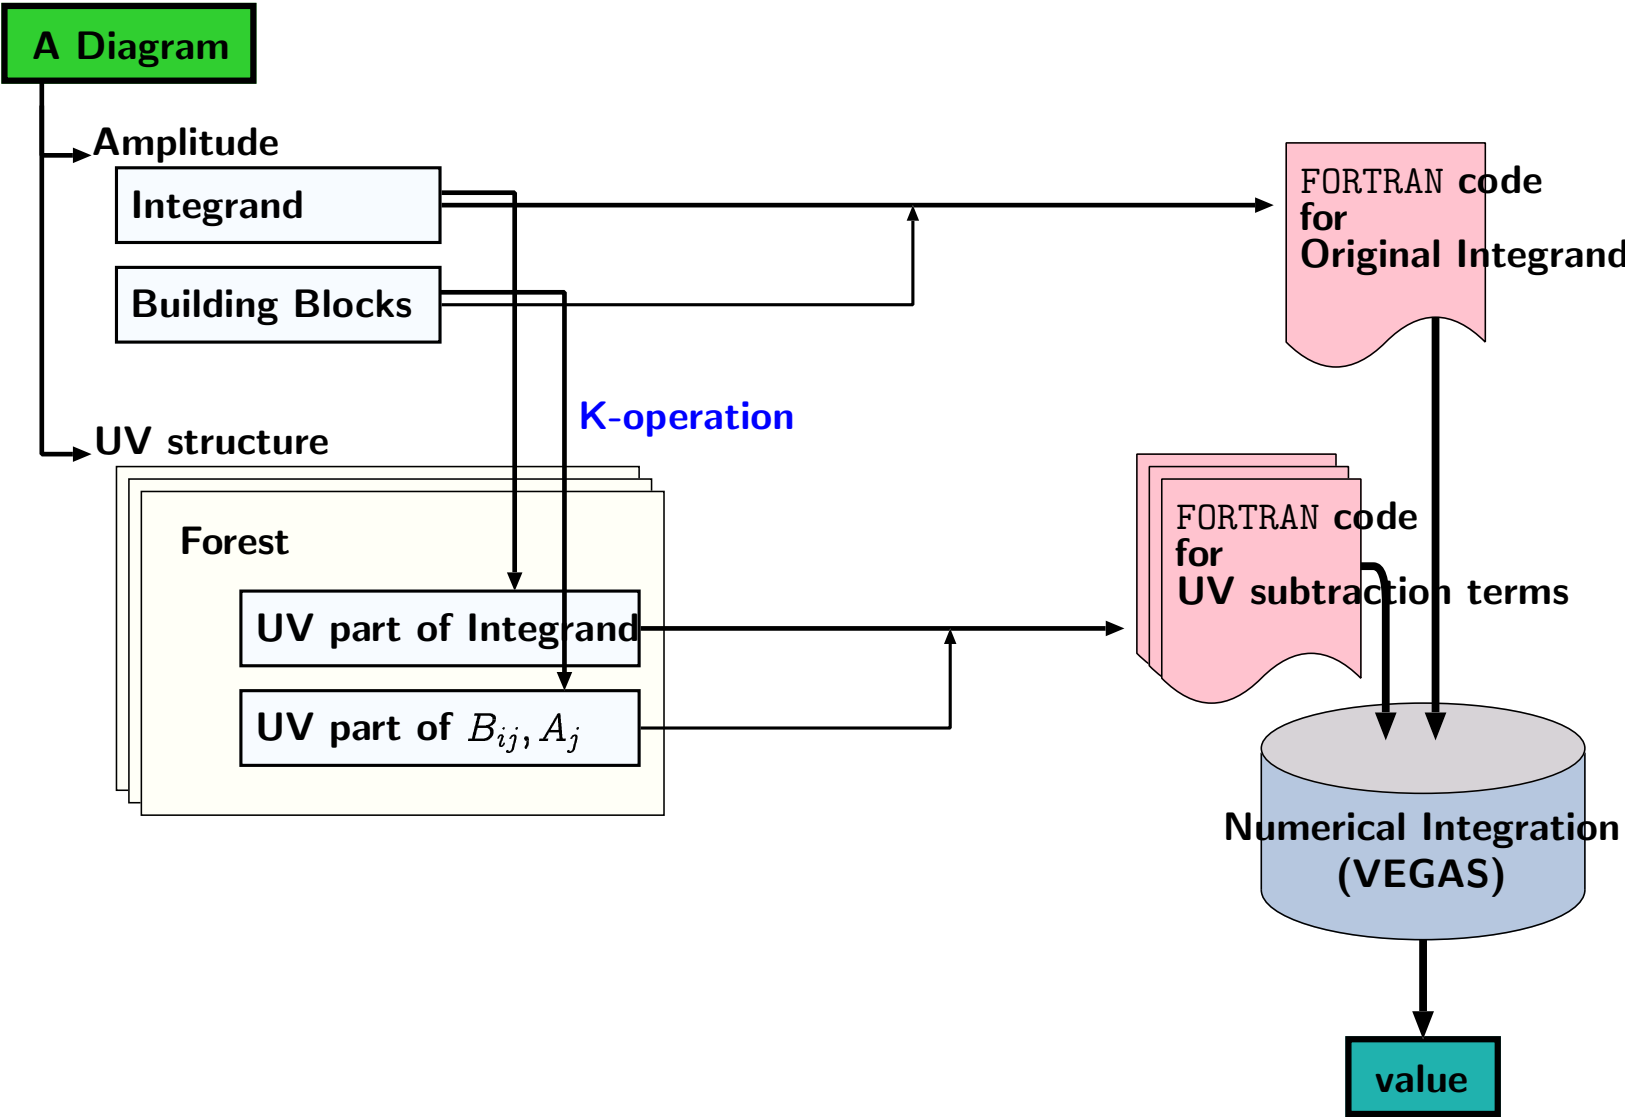 A Diagram
Amplitude
Integrand
Building Blocks
FORTRAN code
for
Original Integrand
K-operation
UV structure
Forest
UV part of Integrand
UV part of $B_{ij}, A_j$
FORTRAN code
for
UV subtraction terms
Numerical Integration
(VEGAS)
value